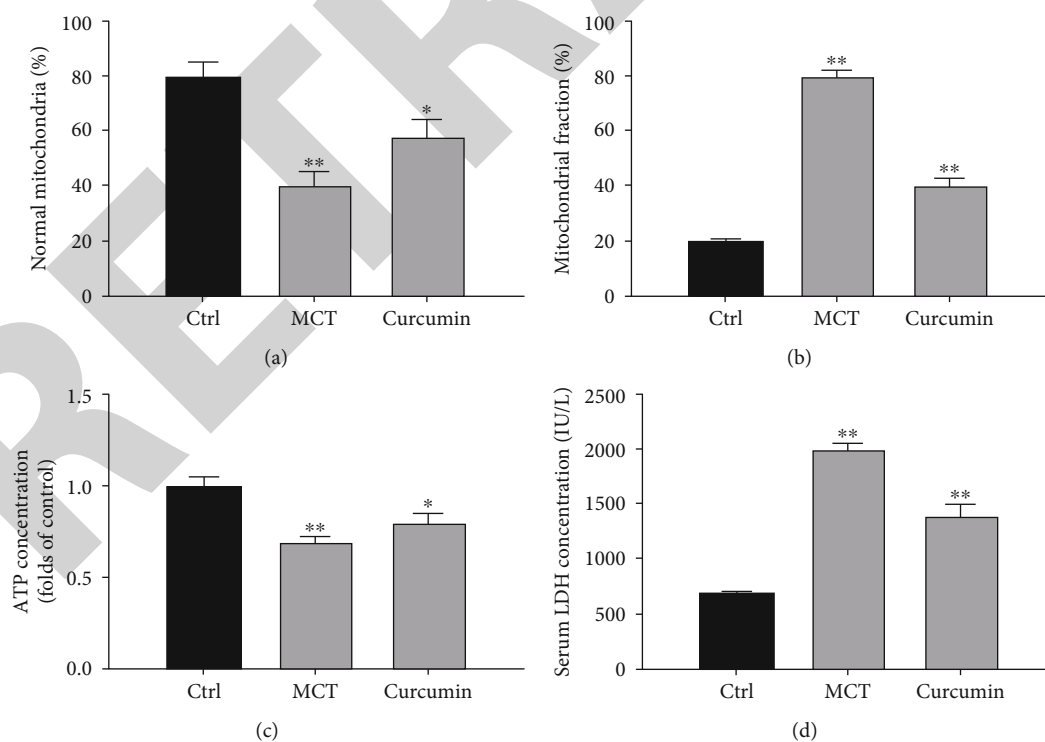 Normal mitochondria (%)
100
80
60
40
20
0
**
*
Ctrl
MCT
Curcumin
(a)
Mitochondrial fraction (%)
100
80
60
40
20
0
**
**
Ctrl
MCT
Curcumin
(b)
ATP concentration
(folds of control)
1.5
1.0
0.5
0.0
**
*
Ctrl
MCT
Curcumin
(c)
Serum LDH concentration (IU/L)
2500
2000
1500
1000
500
0
**
**
Ctrl
MCT
Curcumin
(d)